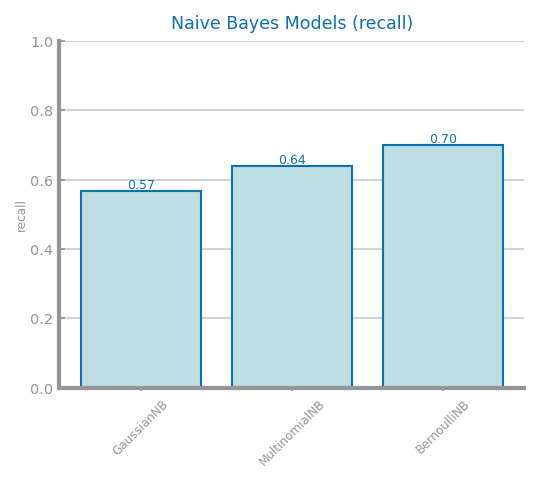 Naive Bayes Models (recall)
1.0
0.8
0.6
0.4
0.2
0.0
recall
0.57
0.64
0.70
GaussianNB
MultinomialNB
BernoulliNB